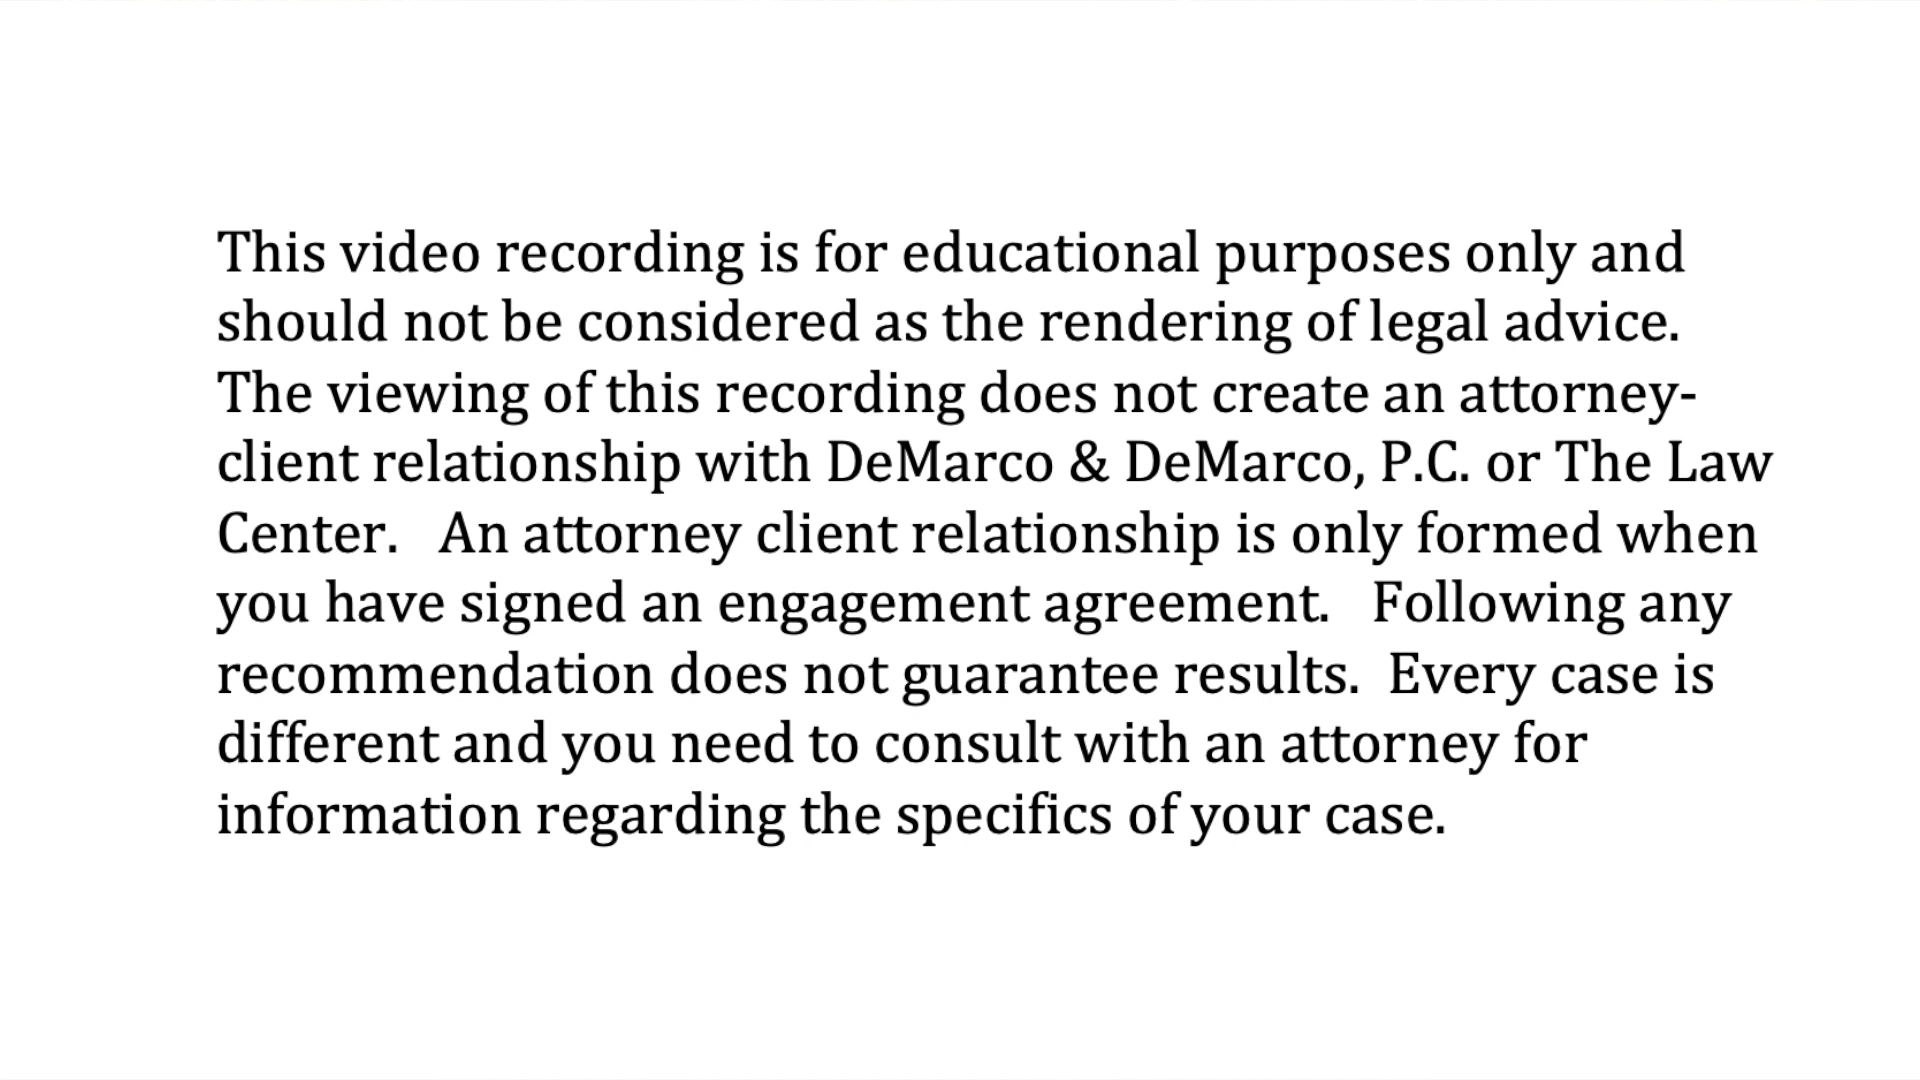 This video recording is for educational purposes only and
should not be considered as the rendering of legal advice.
The viewing of this recording does not create an attorney-
client relationship with DeMarco & DeMarco, P.C. or The Law
Center.   An attorney client relationship is only formed when
you have signed an engagement agreement.   Following any
recommendation does not guarantee results.  Every case is
different and you need to consult with an attorney for
information regarding the specifics of your case.